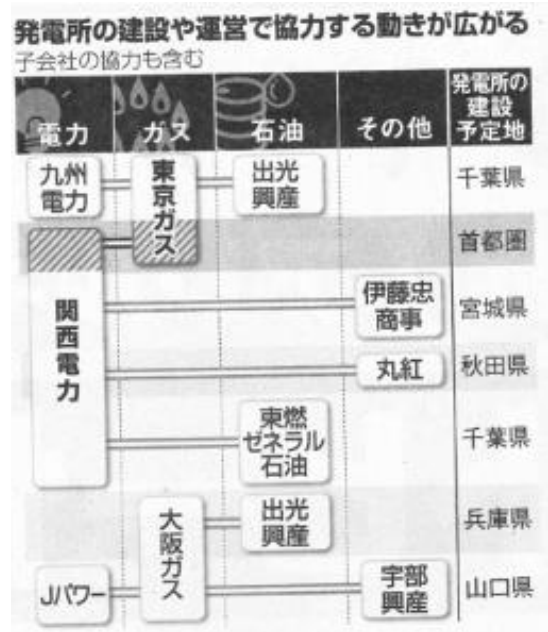 発電所の建設や運営で協力する動きが広がる
子会社の協力も含む
電力
ガス
石油
その他
発電所の
建設
予定地
九州
電力
東京ガス
出光
興産
千葉県
首都圏
関西電力
伊藤忠
商事
宮城県
丸紅
秋田県
東燃
ゼネラル
石油
千葉県
大阪ガス
出光
興産
兵庫県
Jパワー
宇部
興産
山口県